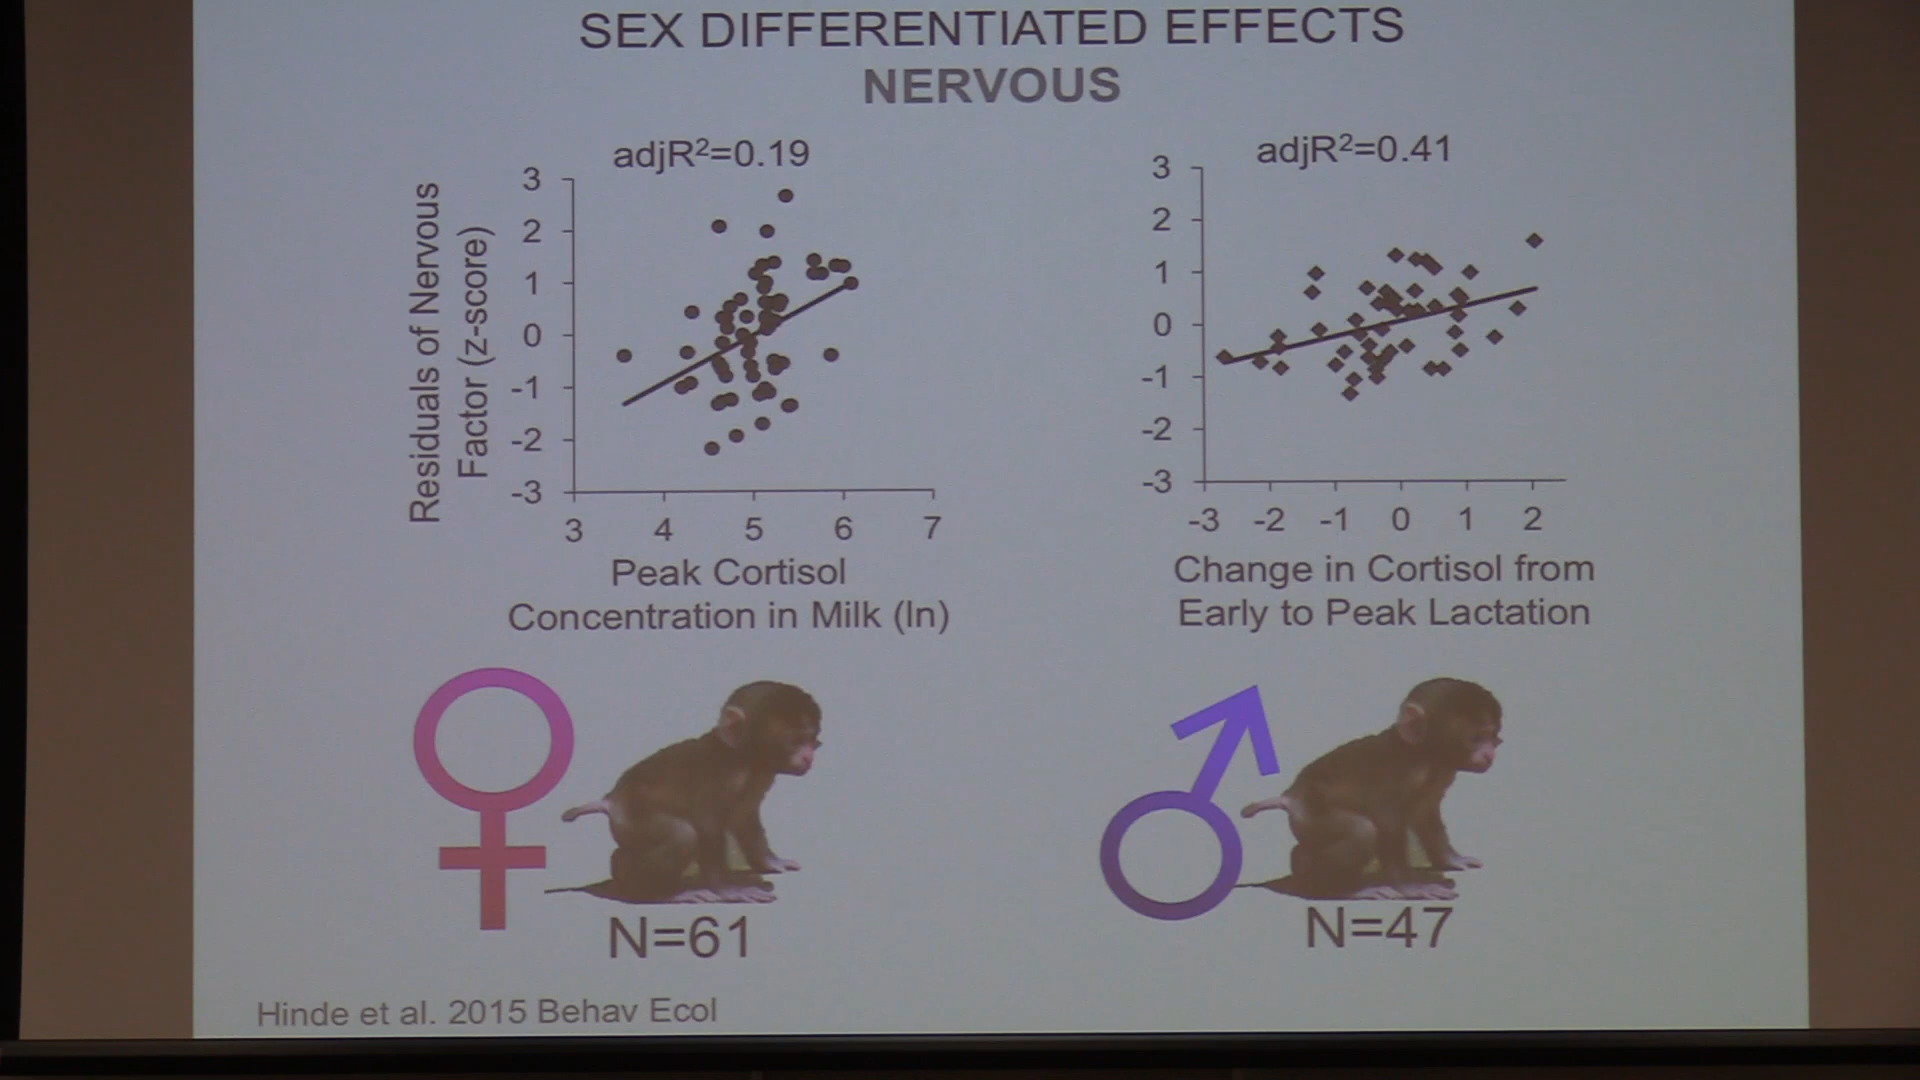 SEX DIFFERENTIATED EFFECTS
NERVOUS
adjR²=0.19
Residuals of Nervous
Factor (z-score)
3
2
1
0
-1
-2
-3
3 4 5 6 7
Peak Cortisol
Concentration in Milk (ln)
N=61
adjR²=0.41
3
2
1
0
-1
-2
-3
-3 -2 -1 0 1 2
Change in Cortisol from
Early to Peak Lactation
N=47
Hinde et al. 2015 Behav Ecol